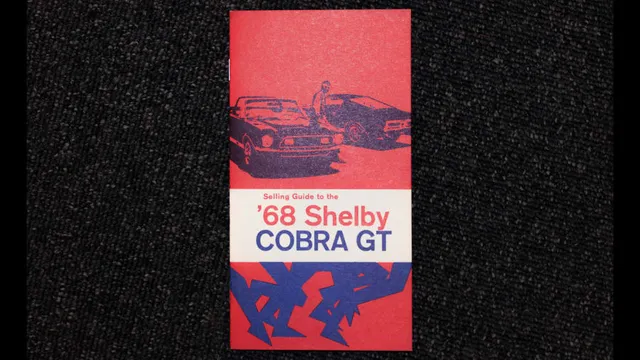 Selling Guide to the
'68 Shelby
COBRA GT